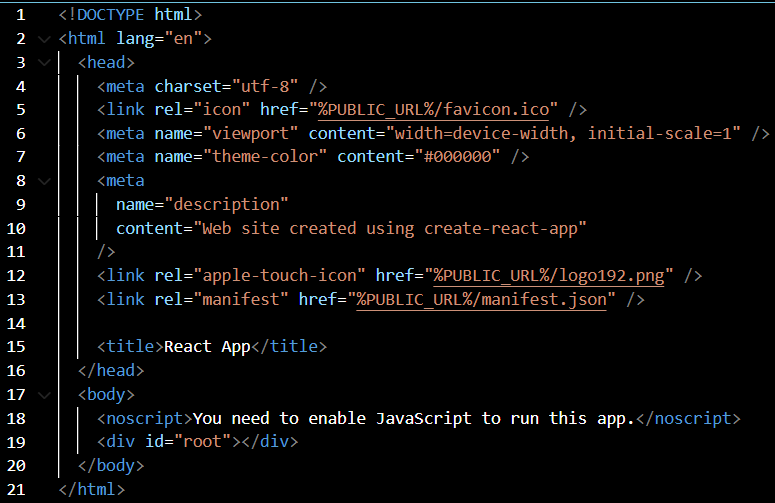 1 <!DOCTYPE html>
2 <html lang="en">
3 <head>
4 <meta charset="utf-8" />
5 <link rel="icon" href="%PUBLIC_URL%/favicon.ico" />
6 <meta name="viewport" content="width=device-width, initial-scale=1" />
7 <meta name="theme-color" content="#000000" />
8 <meta
9 name="description"
10 content="Web site created using create-react-app"
11 />
12 <link rel="apple-touch-icon" href="%PUBLIC_URL%/logo192.png" />
13 <link rel="manifest" href="%PUBLIC_URL%/manifest.json" />
14
15 <title>React App</title>
16 </head>
17 <body>
18 <noscript>You need to enable JavaScript to run this app.</noscript>
19 <div id="root"></div>
20 </body>
21 </html>